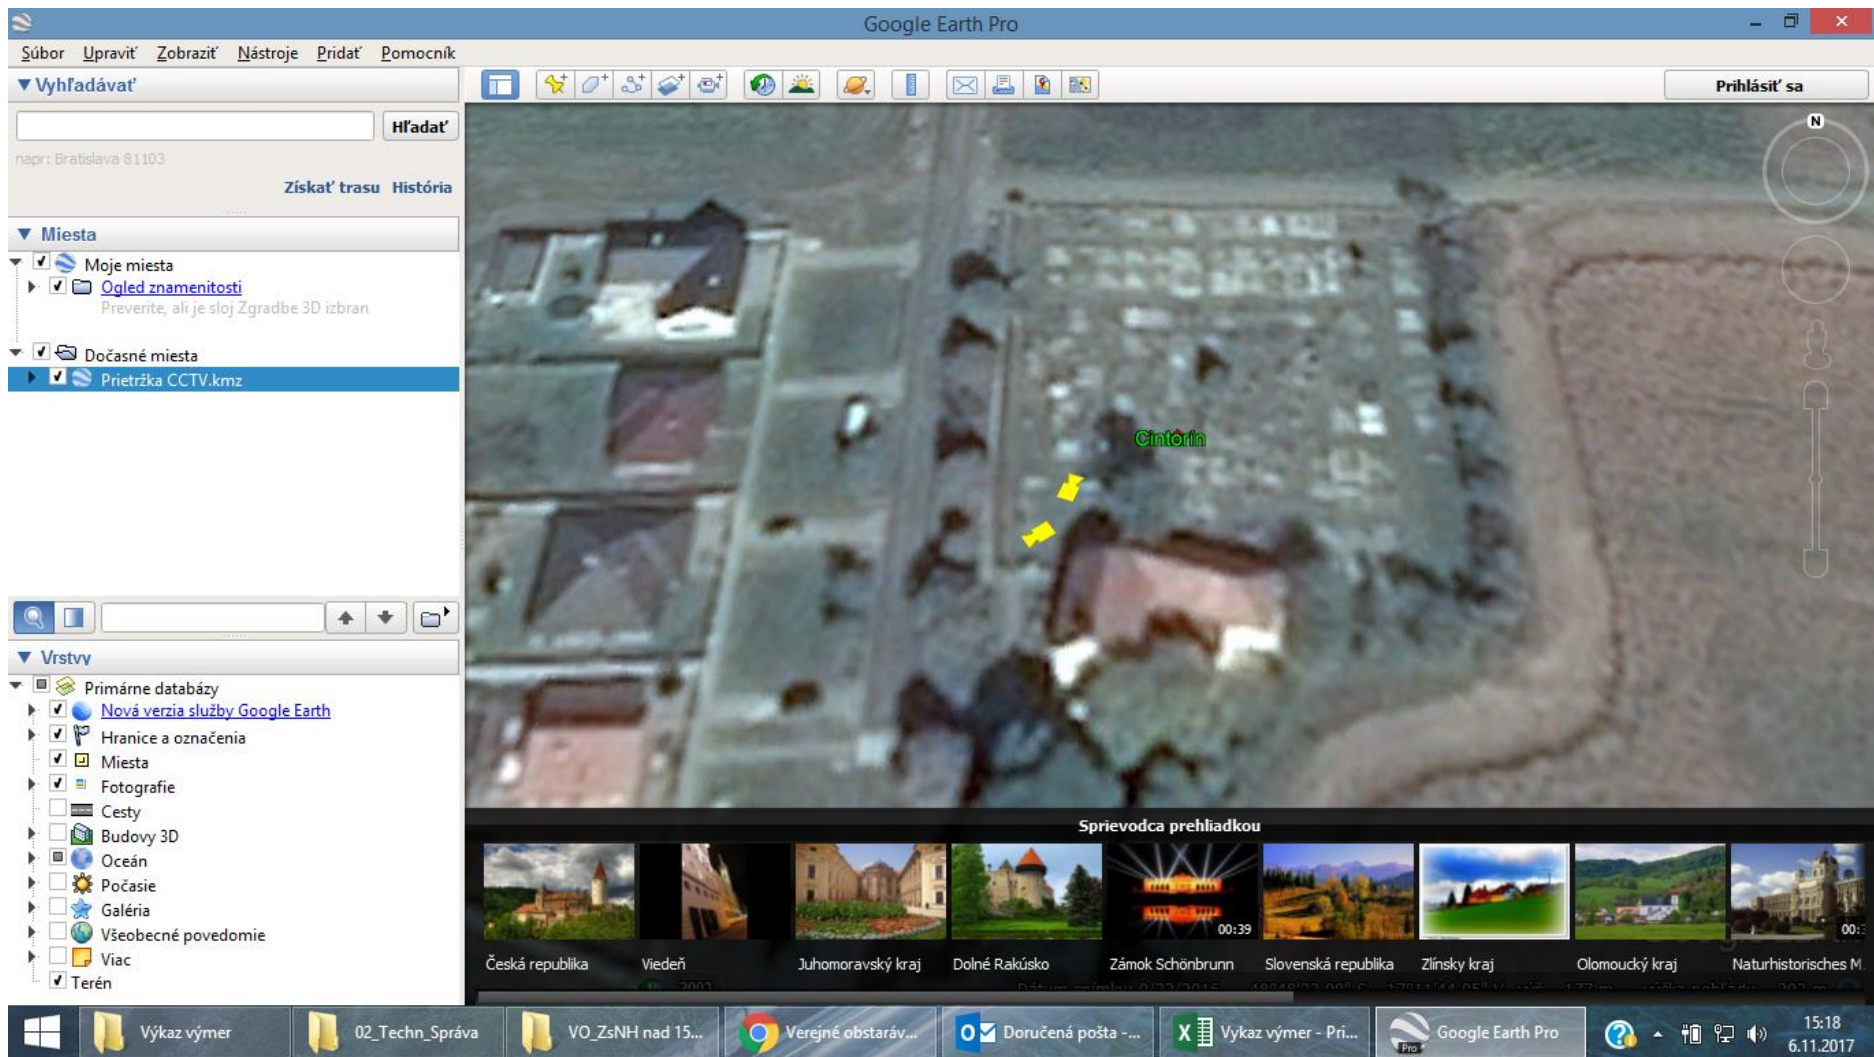 Google Earth Pro
Súbor Upraviť Zobraziť Nástroje Pridať Pomocník
Vyhľadávať
Prihlásiť sa
Hľadať
napr: Bratislava 81103
Získať trasu História
N
Miesta
Moje miesta
Ogled znamenitosti
Preverite, ali je sloj Zgradbe 3D izbran
Dočasné miesta
Prietržka CCTV.kmz
Cintorín
Vrstvy
Primárne databázy
Nová verzia služby Google Earth
Hranice a označenia
Miesta
Fotografie
Cesty
Budovy 3D
Oceán
Počasie
Galéria
Všeobecné povedomie
Viac
Terén
Sprievodca prehliadkou
00:39
Česká republika
Viedeň
Juhomoravský kraj
Dolné Rakúsko
Zámok Schönbrunn
Slovenská republika
Zlínsky kraj
Olomoucký kraj
Naturhistorisches M
2003
Výkaz výmer
02_Techn_Správa
VO_ZsNH nad 15...
Verejné obstaráv...
Doručená pošta -...
Vykaz výmer - Pri...
Pro
Google Earth Pro
15:18
6.11.2017